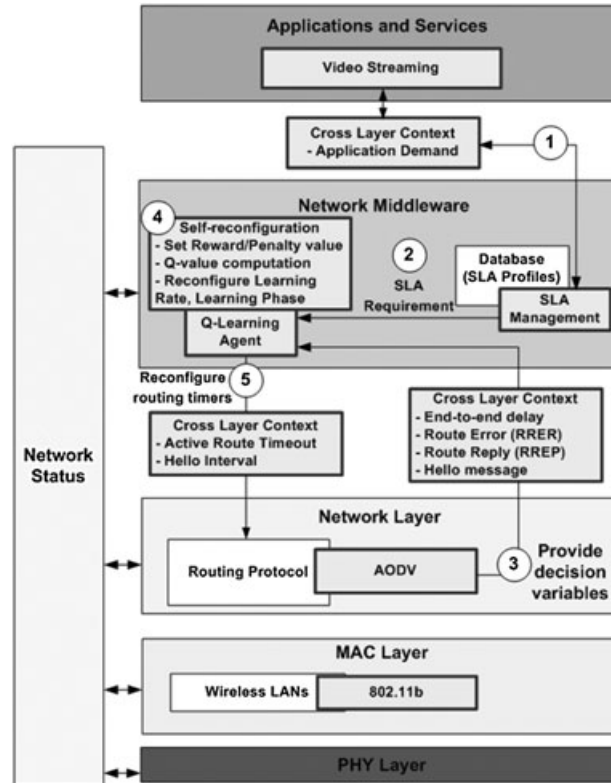 Applications and Services
Video Streaming
Cross Layer Context
- Application Demand
1
Network Middleware
4
Self-reconfiguration
- Set Reward/Penalty value
- Q-value computation
- Reconfigure Learning
Rate, Learning Phase
Q-Learning
Agent
2
SLA
Requirement
Database
(SLA Profiles)
SLA
Management
Reconfigure
routing timers
5
Cross Layer Context
- Active Route Timeout
- Hello Interval
Cross Layer Context
- End-to-end delay
- Route Error (RRER)
- Route Reply (RREP)
- Hello message
Network
Status
Network Layer
Routing Protocol
AODV
3
Provide
decision
variables
MAC Layer
Wireless LANs
802.11b
PHY Layer